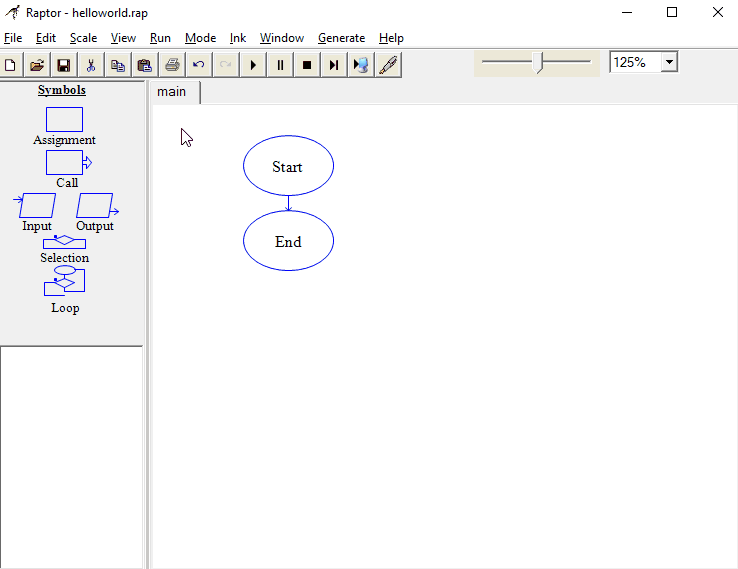 Raptor - helloworld.rap
File Edit Scale View Run Mode Ink Window Generate Help
125%
Symbols
main
Assignment
Call
Input Output
Selection
Loop
Start
End